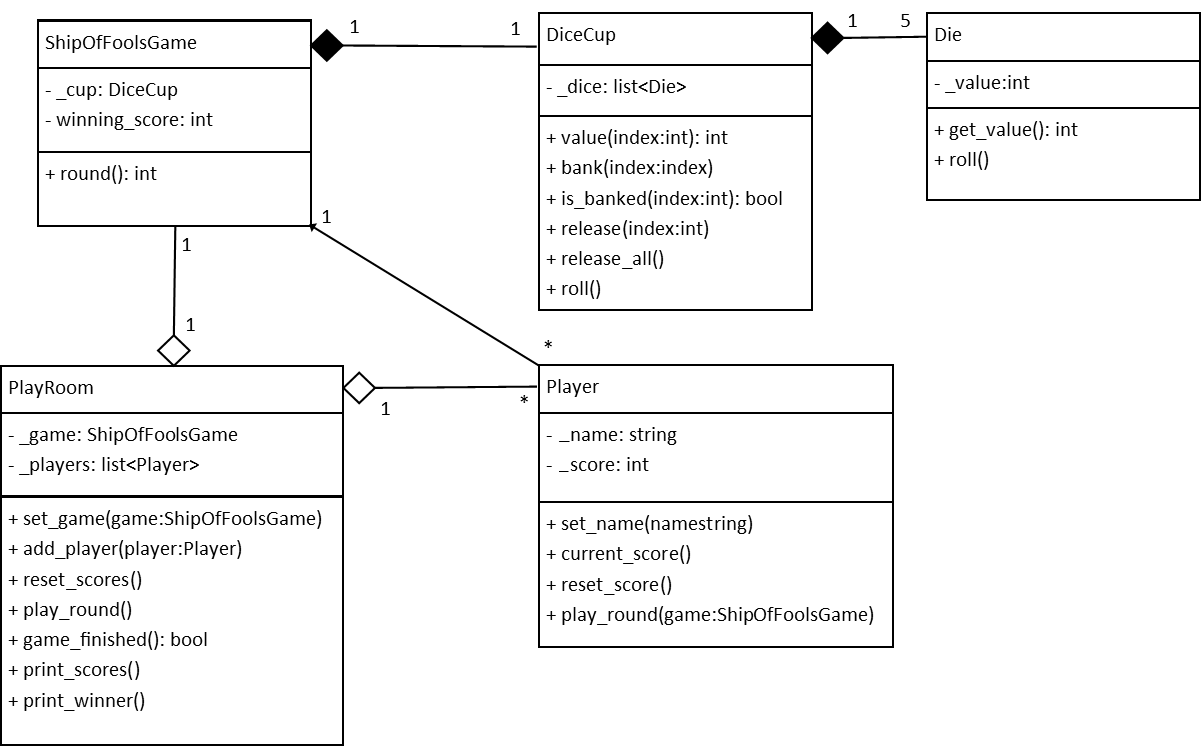 ShipOfFoolsGame
- _cup: DiceCup
- winning_score: int
+ round(): int
1
1
DiceCup
- _dice: list<Die>
+ value(index:int): int
+ bank(index:index)
+ is_banked(index:int): bool
+ release(index:int)
+ release_all()
+ roll()
1
5
Die
- _value:int
+ get_value(): int
+ roll()
1
1
1
*
PlayRoom
- _game: ShipOfFoolsGame
- _players: list<Player>
+ set_game(game:ShipOfFoolsGame)
+ add_player(player:Player)
+ reset_scores()
+ play_round()
+ game_finished(): bool
+ print_scores()
+ print_winner()
1
*
Player
- _name: string
- _score: int
+ set_name(namestring)
+ current_score()
+ reset_score()
+ play_round(game:ShipOfFoolsGame)